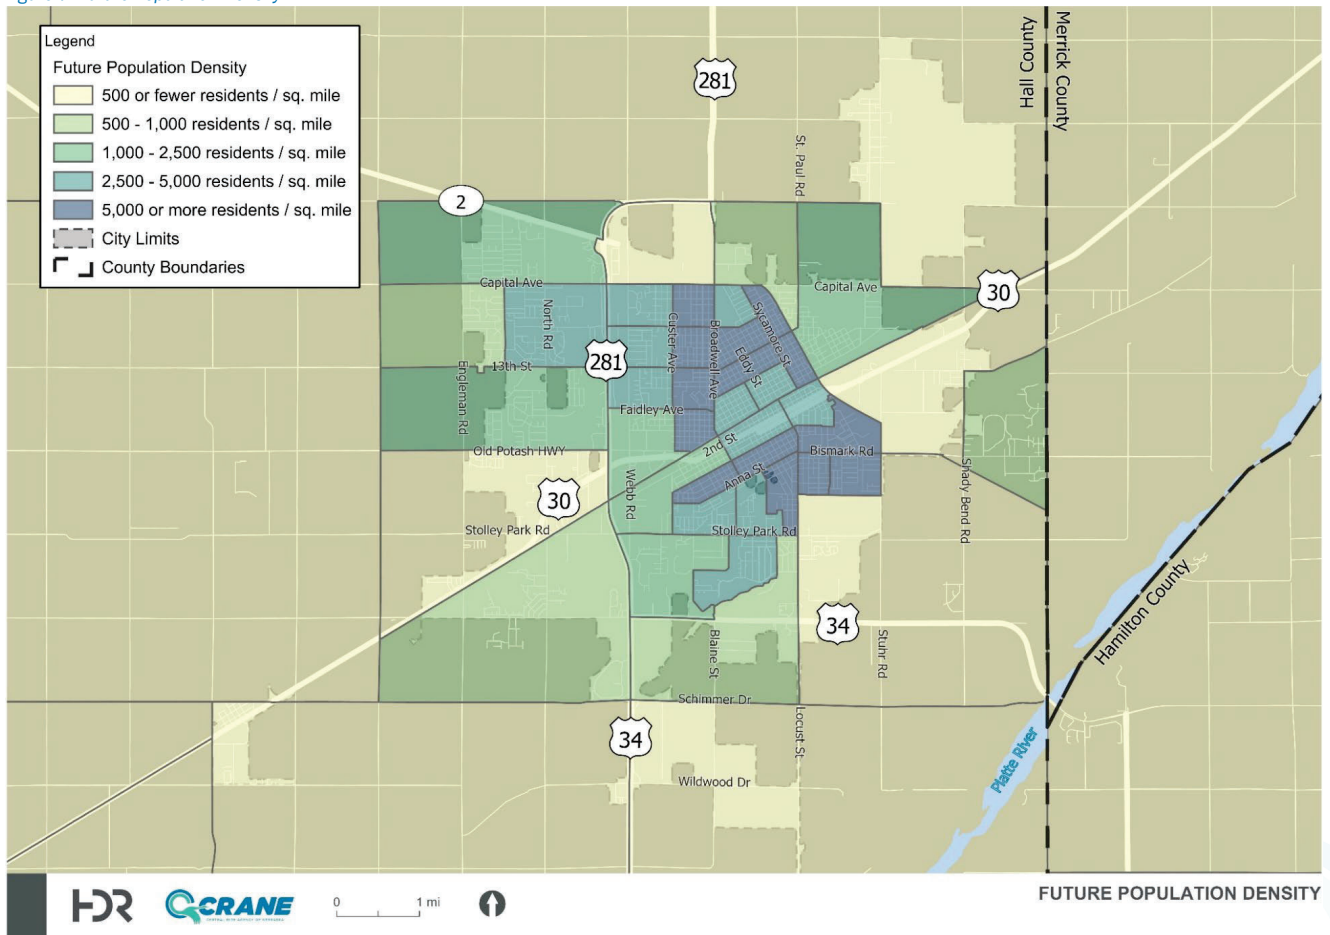 Legend
Future Population Density
500 or fewer residents / sq. mile
500 - 1,000 residents / sq. mile
1,000 - 2,500 residents / sq. mile
2,500 - 5,000 residents / sq. mile
5,000 or more residents / sq. mile
City Limits
County Boundaries
281
Hall County
Merrick County
St. Paul Rd
2
Capital Ave
Capital Ave
30
North Rd
Custer Ave
Broadwell Ave
Sycamore St
Eddy St
281
13th St
Engleman Rd
Faidley Ave
2nd St
Old Potash HWY
Bismark Rd
Anna St
Webb Rd
Shady Bend Rd
30
Stolley Park Rd
Stolley Park Rd
34
Hamilton County
Blaine St
Stuhr Rd
Schimmer Dr
Locust St
34
Wildwood Dr
Platte River
HDR
CRANE
0 1 mi
FUTURE POPULATION DENSITY